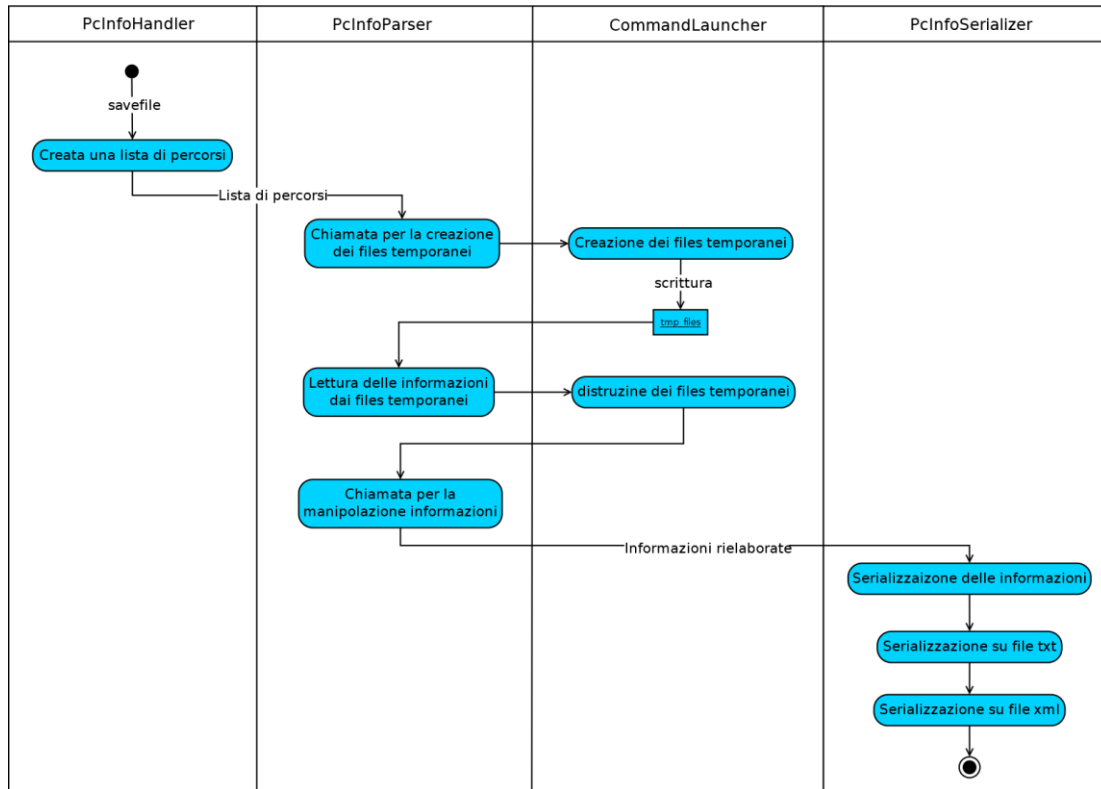 PcInfoHandler
PcInfoParser
CommandLauncher
PcInfoSerializer
savefile
Creata una lista di percorsi
Lista di percorsi
Chiamata per la creazione
dei files temporanei
Creazione dei files temporanei
scrittura
tmp_files
Lettura delle informazioni
dai files temporanei
distruzine dei files temporanei
Chiamata per la
manipolazione informazioni
Informazioni rielaborate
Serializzaizone delle informazioni
Serializzazione su file txt
Serializzazione su file xml